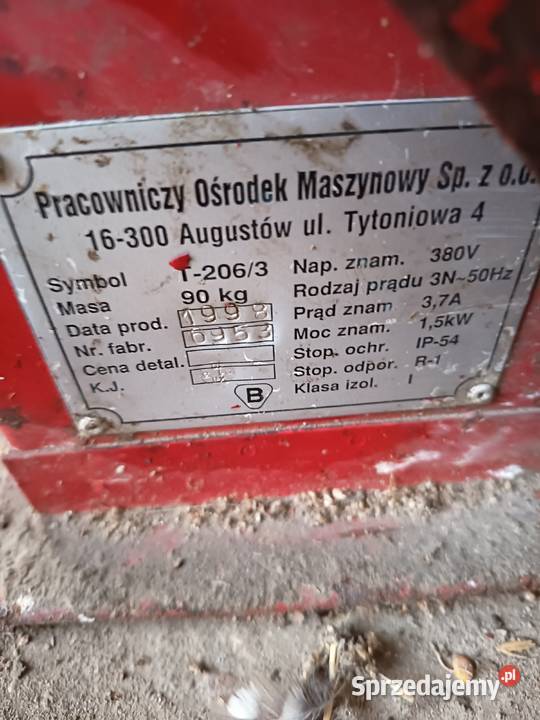 Pracowniczy Ośrodek Maszynowy Sp. z o.o.
16-300 Augustów ul. Tytoniowa 4
Symbol T-206/3
Masa 90 kg
Data prod. 1998
Nr. fabr. 6953
Cena detal.
K.J.
B
Nap. znam. 380V
Rodzaj prądu 3N~50Hz
Prąd znam 3,7A
Moc znam. 1,5kW
Stop. ochr. IP-54
Stop. odpor. R-1
Klasa izol. I
Sprzedajemy.pl